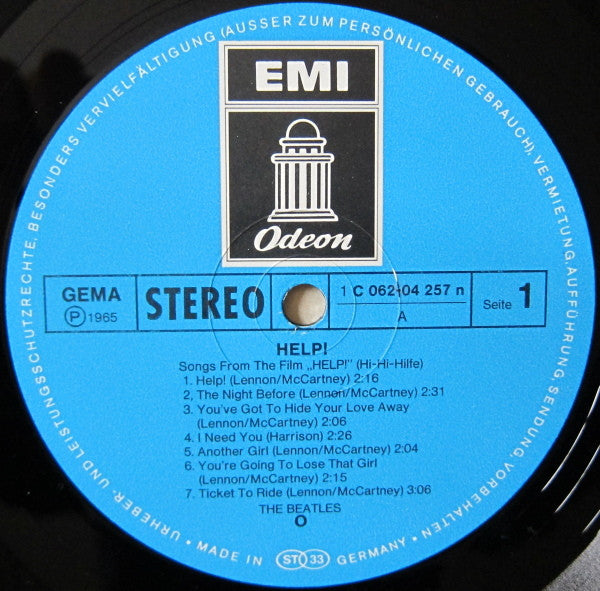 URHEBER- UND LEISTUNGSSCHUTZRECHTE, BESONDERS VERVIELFÄLTIGUNG (AUSSER ZUM PERSÖNLICHEN GEBRAUCH), VERMIETUNG, AUFFÜHRUNG, SENDUNG, VORBEHALTEN
EMI
Odeon
GEMA
Ⓟ 1965
STEREO
1 C 062-04 257 n
A
Seite 1
HELP!
Songs From The Film „HELP!" (Hi-Hi-Hilfe)
1. Help! (Lennon/McCartney) 2:16
2, The Night Before (Lennon/McCartney) 2:31
3. You've Got To Hide Your Love Away
(Lennon/McCartney) 2:06
4. I Need You (Harrison) 2:26
5. Another Girl (Lennon/McCartney) 2:04
6. You're Going To Lose That Girl
(Lennon/McCartney) 2:15
7. Ticket To Ride (Lennon/McCartney) 3:06
THE BEATLES
O
• MADE IN ST 33 GERMANY •